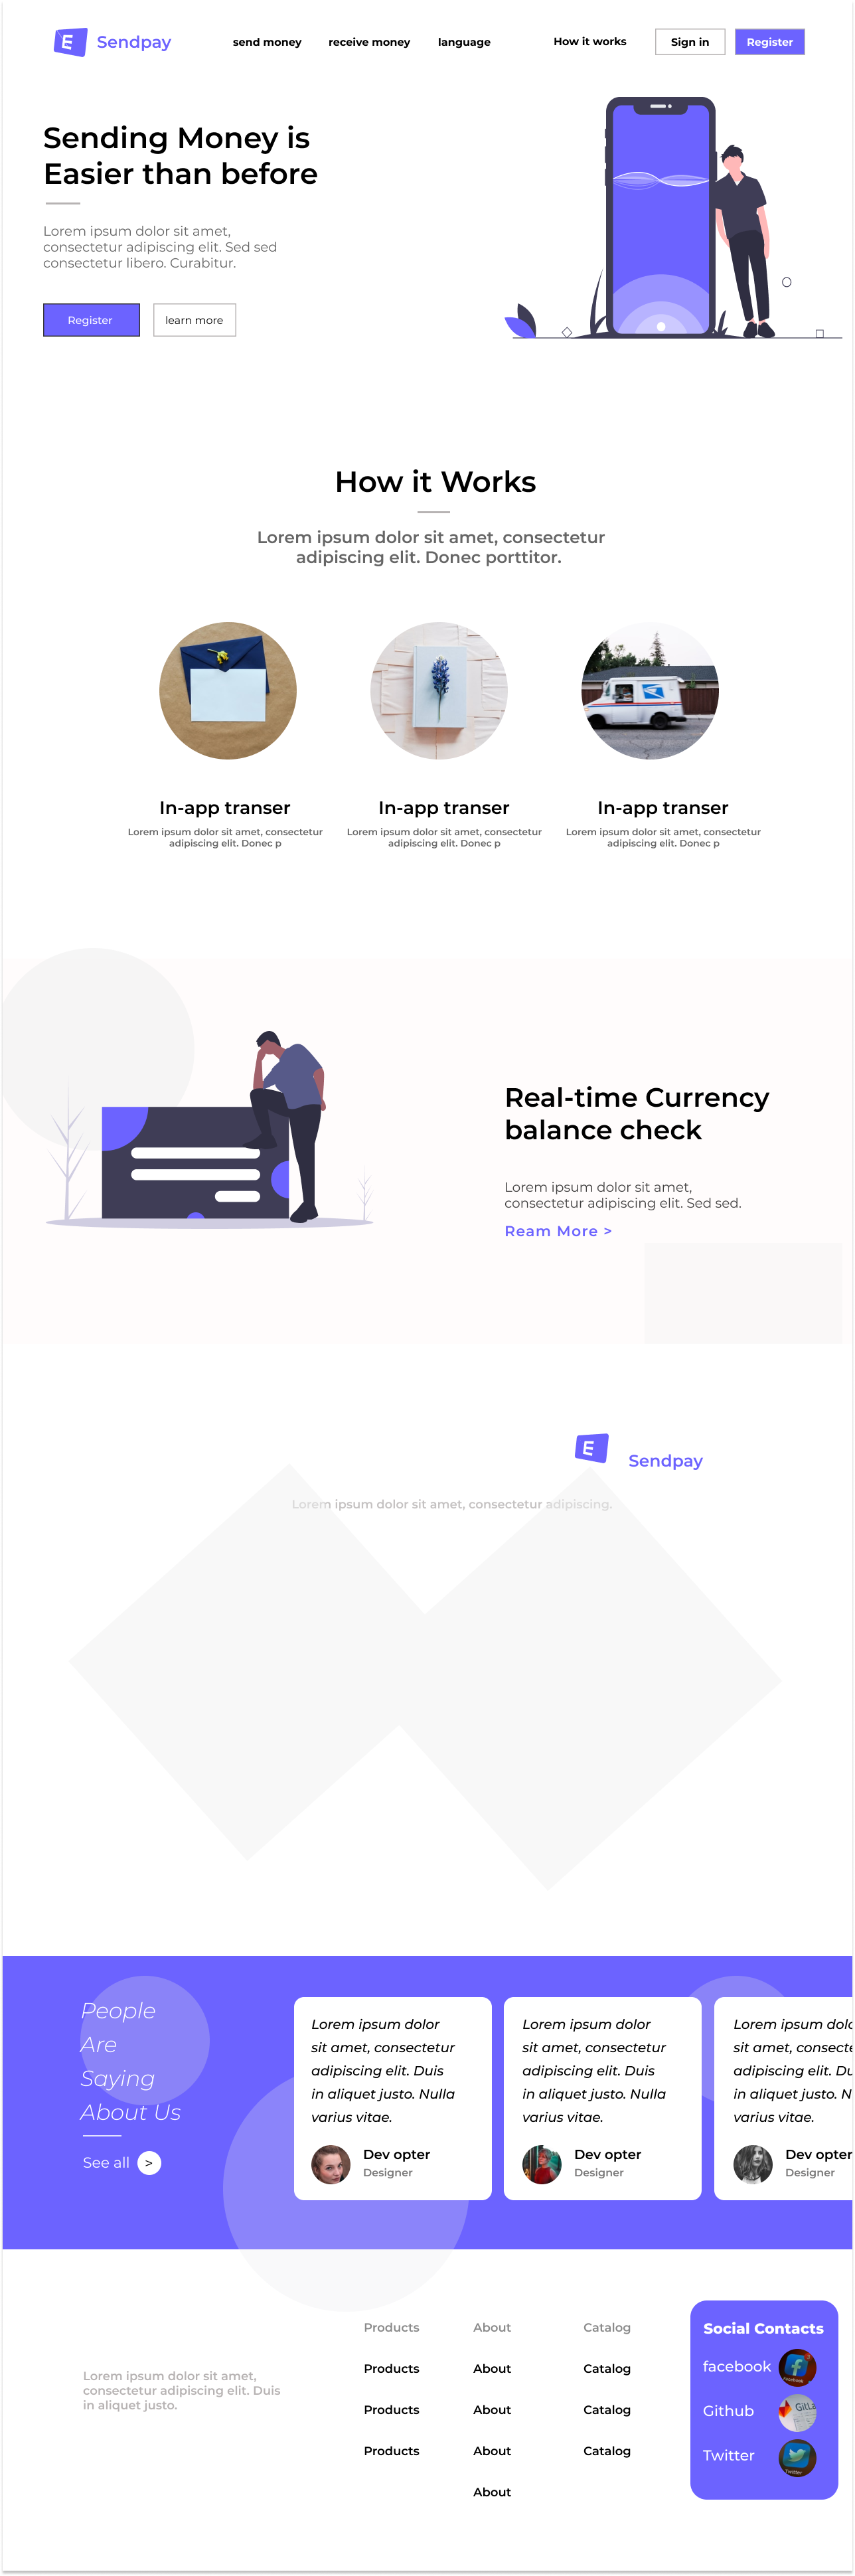 E Sendpay
send money receive money language How it works Sign in Register
Sending Money is
Easier than before
Lorem ipsum dolor sit amet,
consectetur adipiscing elit. Sed sed
consectetur libero. Curabitur.
Register learn more
How it Works
Lorem ipsum dolor sit amet, consectetur
adipiscing elit. Donec porttitor.
In-app transer
Lorem ipsum dolor sit amet, consectetur
adipiscing elit. Donec p
In-app transer
Lorem ipsum dolor sit amet, consectetur
adipiscing elit. Donec p
In-app transer
Lorem ipsum dolor sit amet, consectetur
adipiscing elit. Donec p
Real-time Currency
balance check
Lorem ipsum dolor sit amet,
consectetur adipiscing elit. Sed sed.
Ream More >
E Sendpay
Lorem ipsum dolor sit amet, consectetur adipiscing.
People
Are
Saying
About Us
See all >
Lorem ipsum dolor
sit amet, consectetur
adipiscing elit. Duis
in aliquet justo. Nulla
varius vitae.
Dev opter
Designer
Lorem ipsum dolor
sit amet, consectetur
adipiscing elit. Duis
in aliquet justo. Nulla
varius vitae.
Dev opter
Designer
Lorem ipsum dolo
sit amet, consecte
adipiscing elit. Du
in aliquet justo. N
varius vitae.
Dev opter
Designer
Lorem ipsum dolor sit amet,
consectetur adipiscing elit. Duis
in aliquet justo.
Products
Products
Products
Products
About
About
About
About
About
Catalog
Catalog
Catalog
Catalog
Social Contacts
facebook
Github
GitLa
Twitter
Twitter